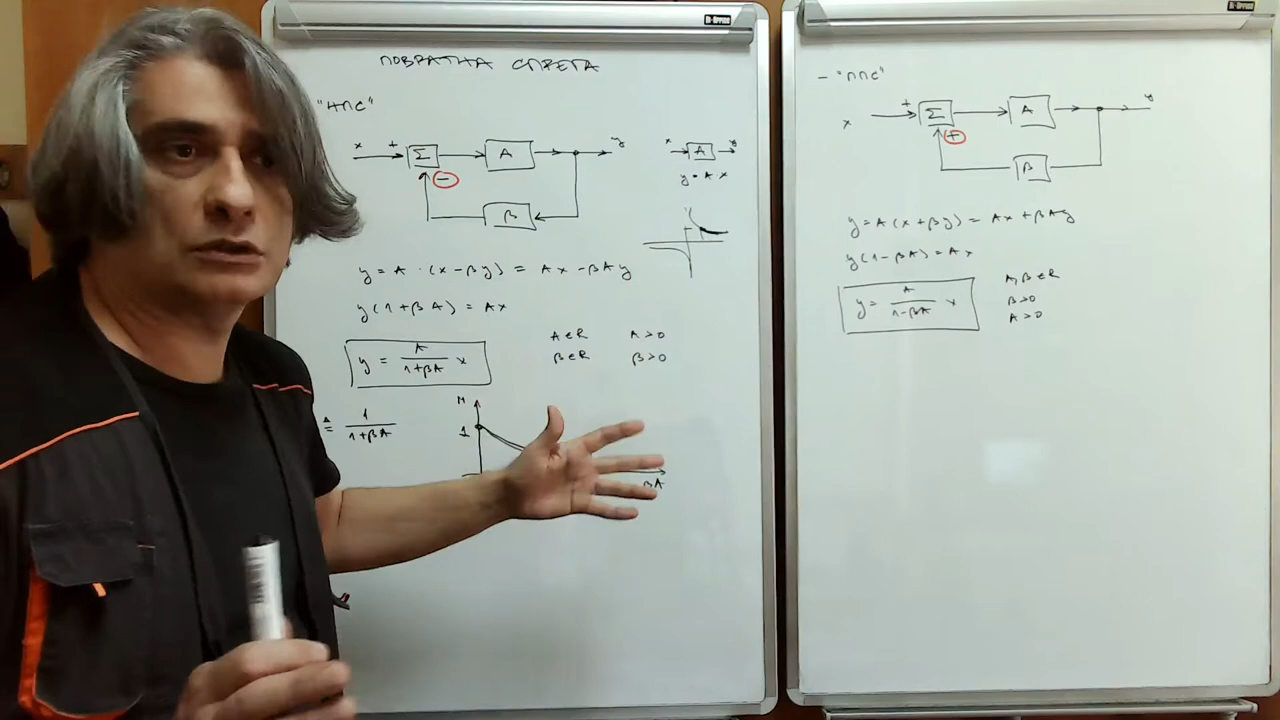 ПОВРАТНА СПРЕГА
"НПС"
x + Σ A y
−
β
x A y
y = A · x
y = A · (x − βy) = Ax − βAy
y(1 + βA) = Ax
y = A / (1 + βA) x
A ∈ R A > 0
β ∈ R β > 0
≜ 1 / (1 + βA)
1
βA
B-Office
– "ППС"
x + Σ A y
+
β
y = A(x + βy) = Ax + βAy
y(1 − βA) = Ax
y = A / (1 − βA) x
A, β ∈ R
β > 0
A > 0